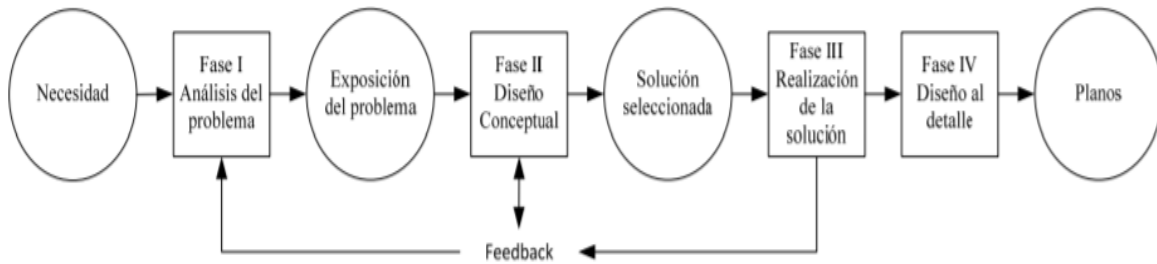 Necesidad
Fase I
Análisis del
problema
Exposición
del problema
Fase II
Diseño
Conceptual
Solución
seleccionada
Fase III
Realización
de la
solución
Fase IV
Diseño al
detalle
Planos
Feedback